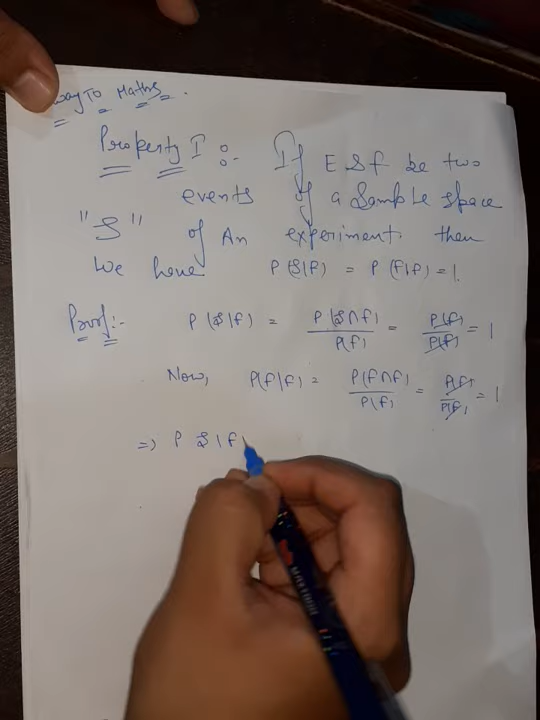 way To Maths.
Property I :- If E & f be two
events of a Sample space
"S" of An experiment. then
We have P(S|f) = P(f|f) = 1.
Proof:- P(S|f) = P(S∩f)/P(f) = P(f)/P(f) = 1
Now, P(f|f) = P(f∩f)/P(f) = P(f)/P(f) = 1
=> P S|f